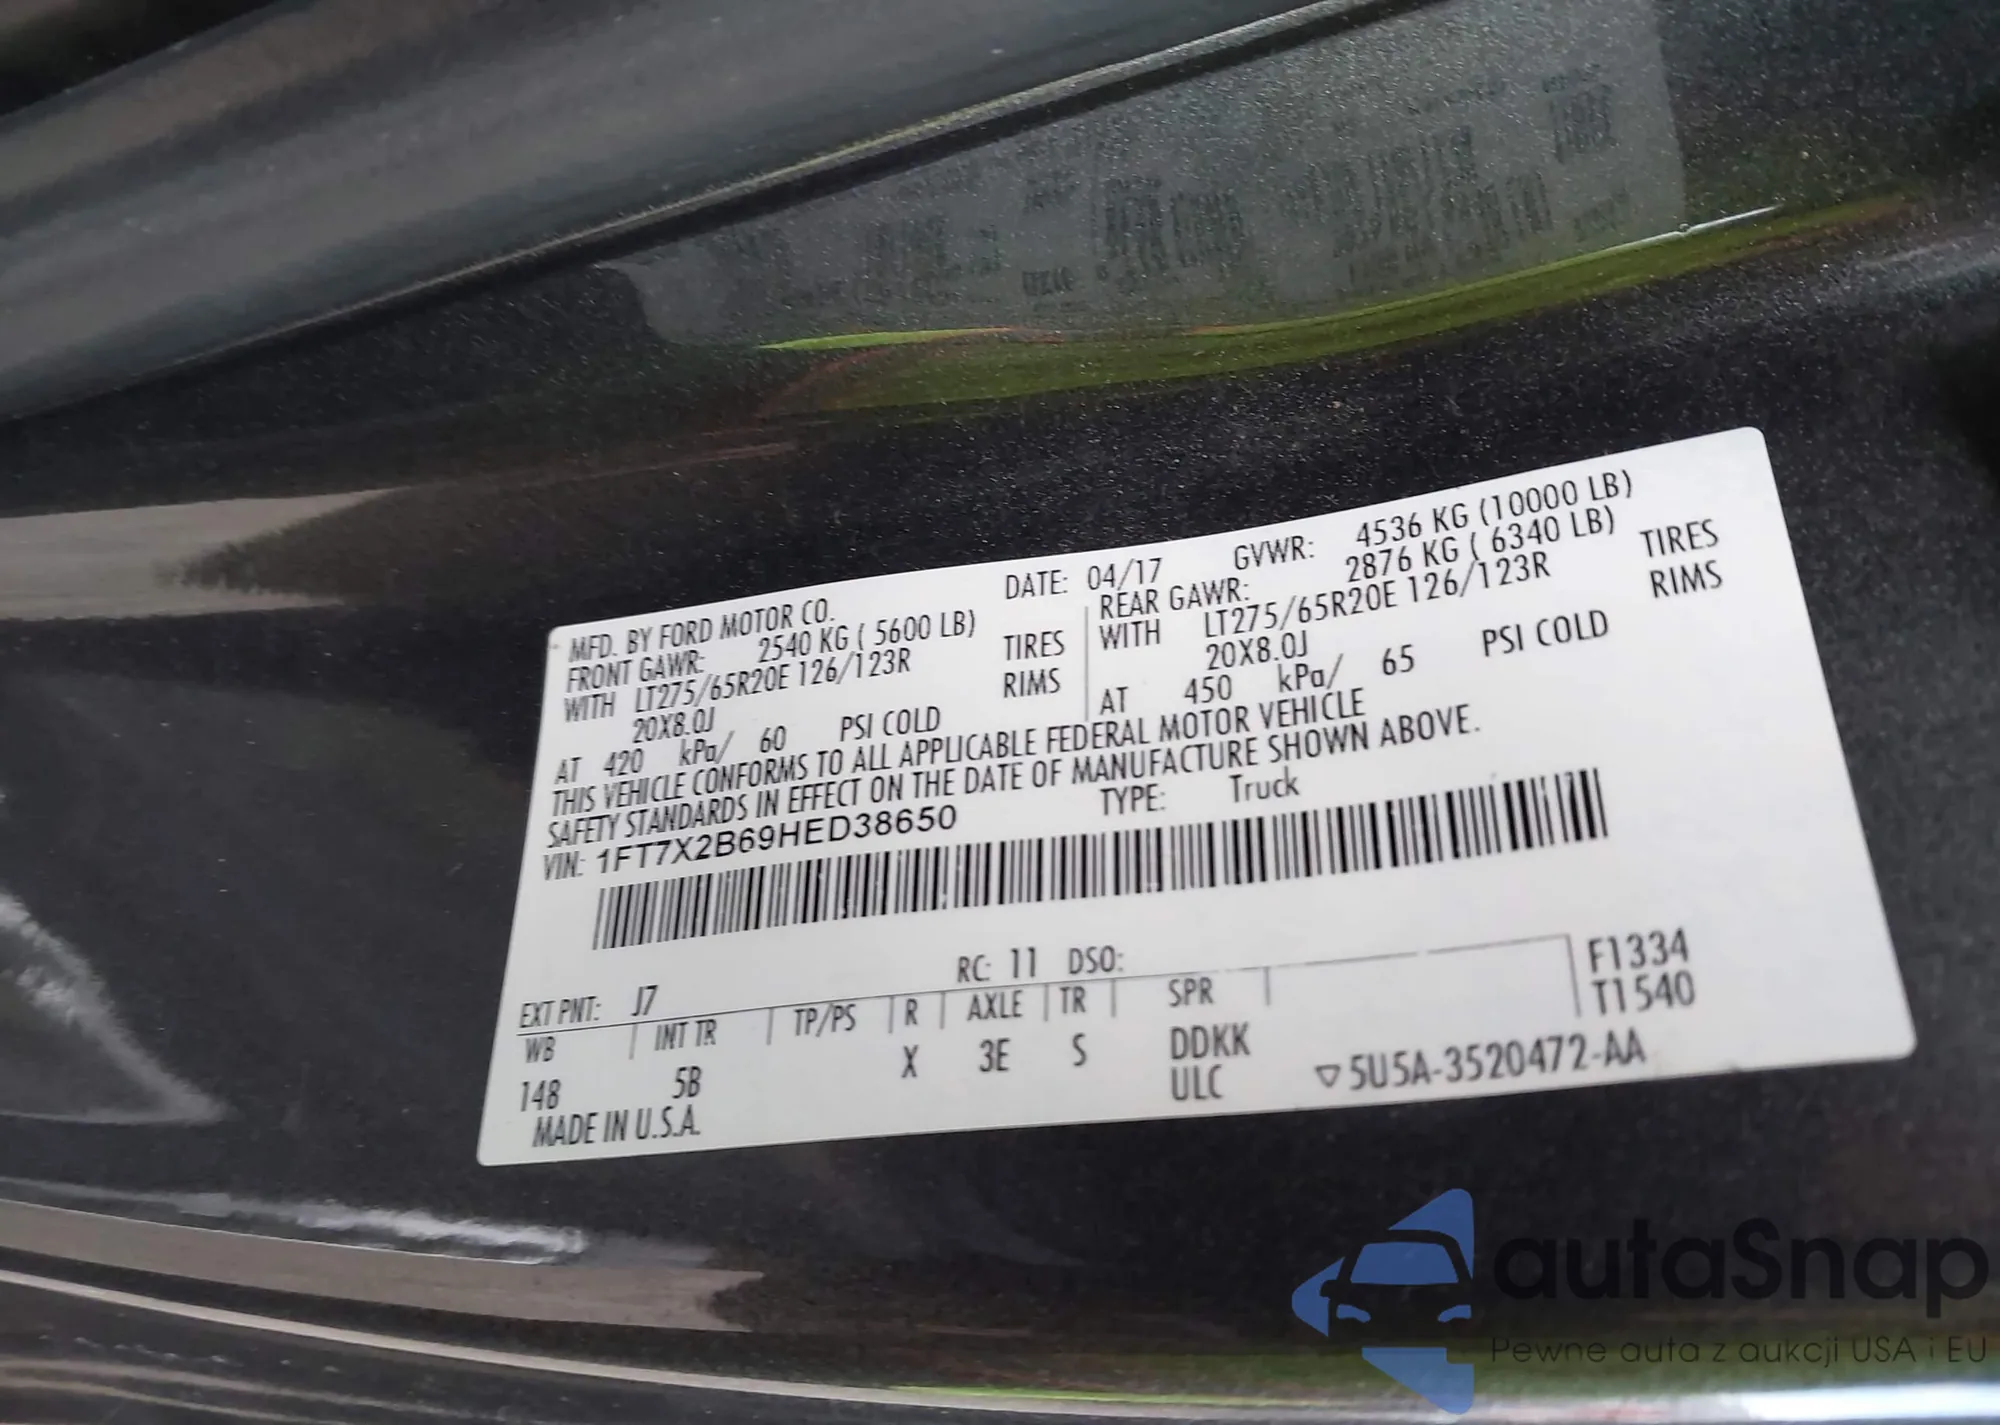 MFD. BY FORD MOTOR CO.
DATE: 04/17 GVWR: 4536 KG (10000 LB)
FRONT GAWR: 2540 KG ( 5600 LB)
WITH LT275/65R20E 126/123R TIRES
20X8.0J RIMS
AT 420 kPa/ 60 PSI COLD
REAR GAWR: 2876 KG ( 6340 LB)
WITH LT275/65R20E 126/123R TIRES
20X8.0J RIMS
AT 450 kPa/ 65 PSI COLD
THIS VEHICLE CONFORMS TO ALL APPLICABLE FEDERAL MOTOR VEHICLE
SAFETY STANDARDS IN EFFECT ON THE DATE OF MANUFACTURE SHOWN ABOVE.
VIN: 1FT7X2B69HED38650 TYPE: Truck
EXT PNT: J7 RC: 11 DSO:
F1334
T1540
WB INT TR TP/PS R AXLE TR SPR
148 5B X 3E S DDKK
ULC
MADE IN U.S.A.
▽5U5A-3520472-AA
autaSnap
Pewne auta z aukcji USA i EU